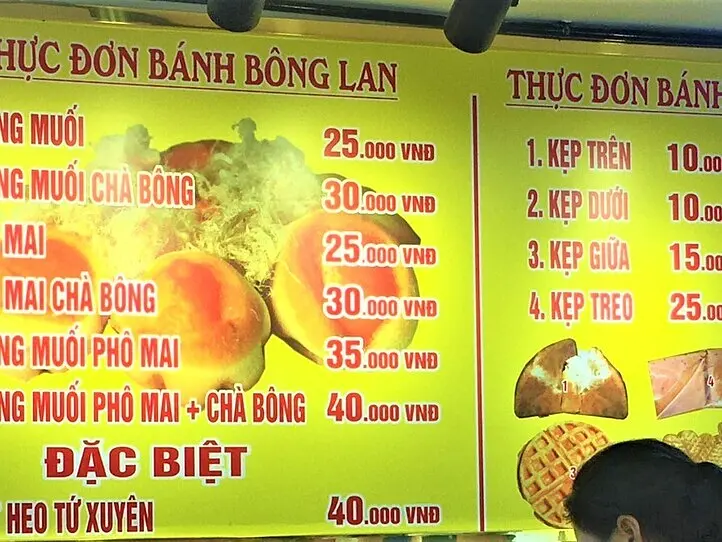 THỰC ĐƠN BÁNH BÔNG LAN
NG MUỐI 25.000 VNĐ
NG MUỐI CHÀ BÔNG 30.000 VNĐ
MAI 25.000 VNĐ
MAI CHÀ BÔNG 30.000 VNĐ
NG MUỐI PHÔ MAI 35.000 VNĐ
NG MUỐI PHÔ MAI + CHÀ BÔNG 40.000 VNĐ
ĐẶC BIỆT
HEO TỨ XUYÊN 40.000 VNĐ
THỰC ĐƠN BÁNH
1. KẸP TRÊN 10.00
2. KẸP DƯỚI 10.00
3. KẸP GIỮA 15.00
4. KẸP TREO 25.00
1
4
3